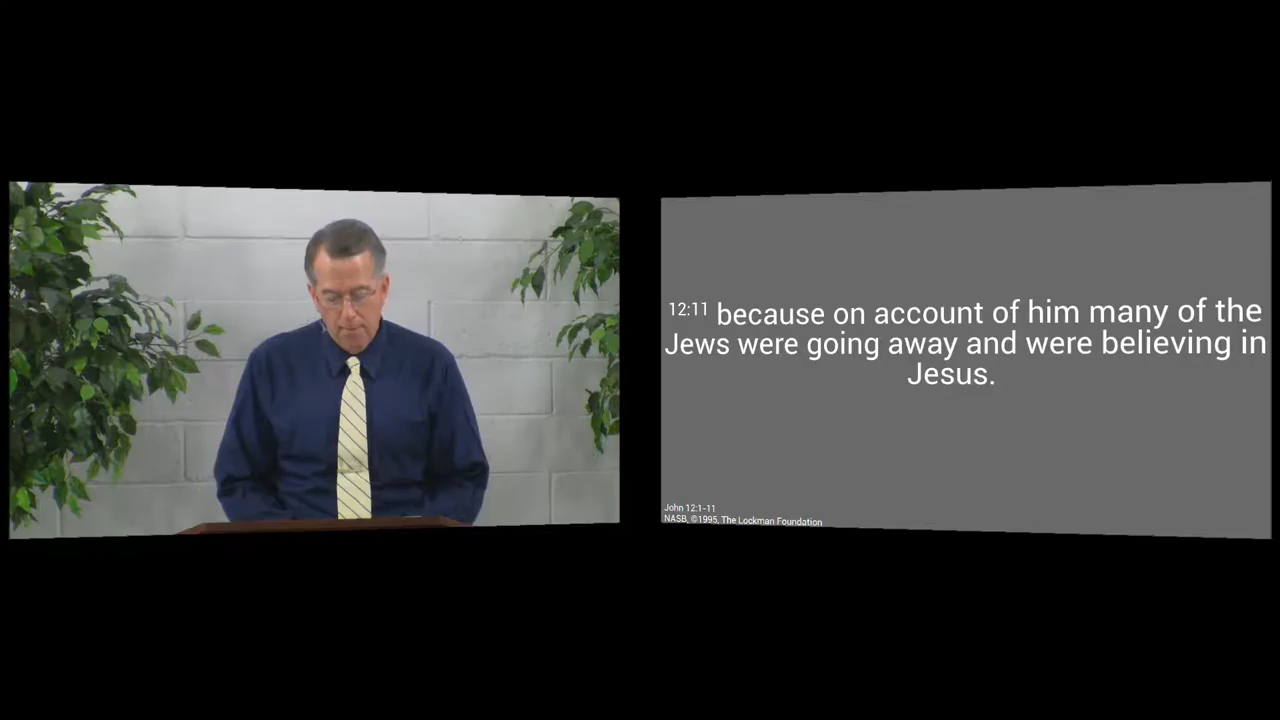 12:11 because on account of him many of the
Jews were going away and were believing in
Jesus.
John 12:1-11
NASB, ©1995, The Lockman Foundation